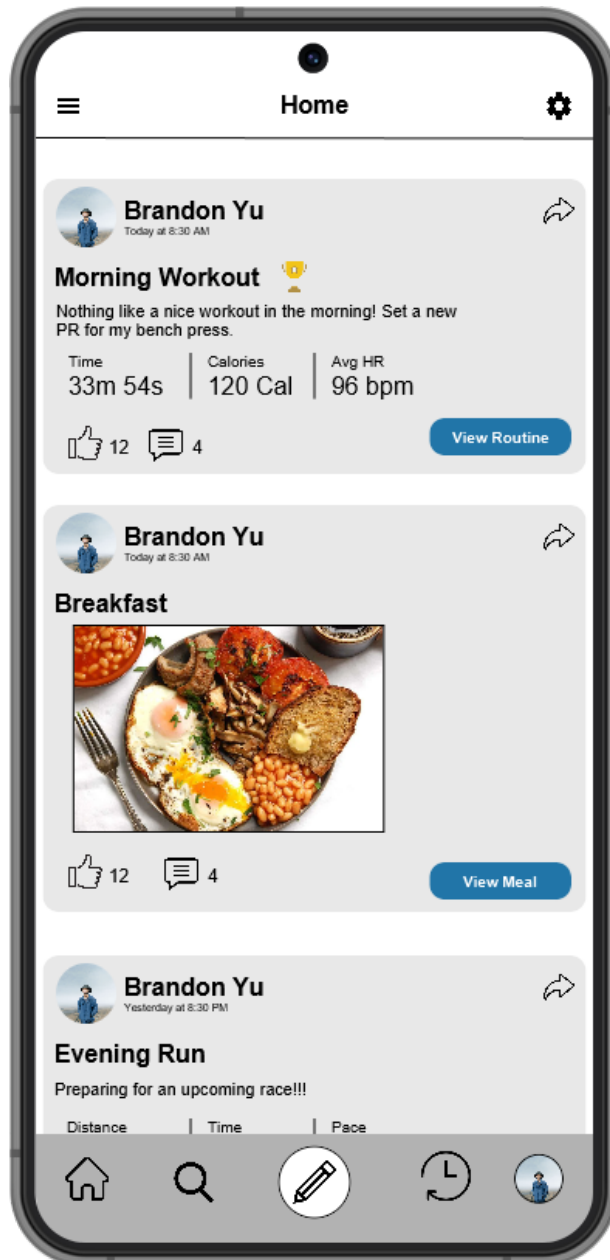 Home
Brandon Yu
Today at 8:30 AM
Morning Workout
Nothing like a nice workout in the morning! Set a new
PR for my bench press.
Time Calories Avg HR
33m 54s 120 Cal 96 bpm
12 4 View Routine
Brandon Yu
Today at 8:30 AM
Breakfast
12 4 View Meal
Brandon Yu
Yesterday at 8:30 PM
Evening Run
Preparing for an upcoming race!!!
Distance Time Pace